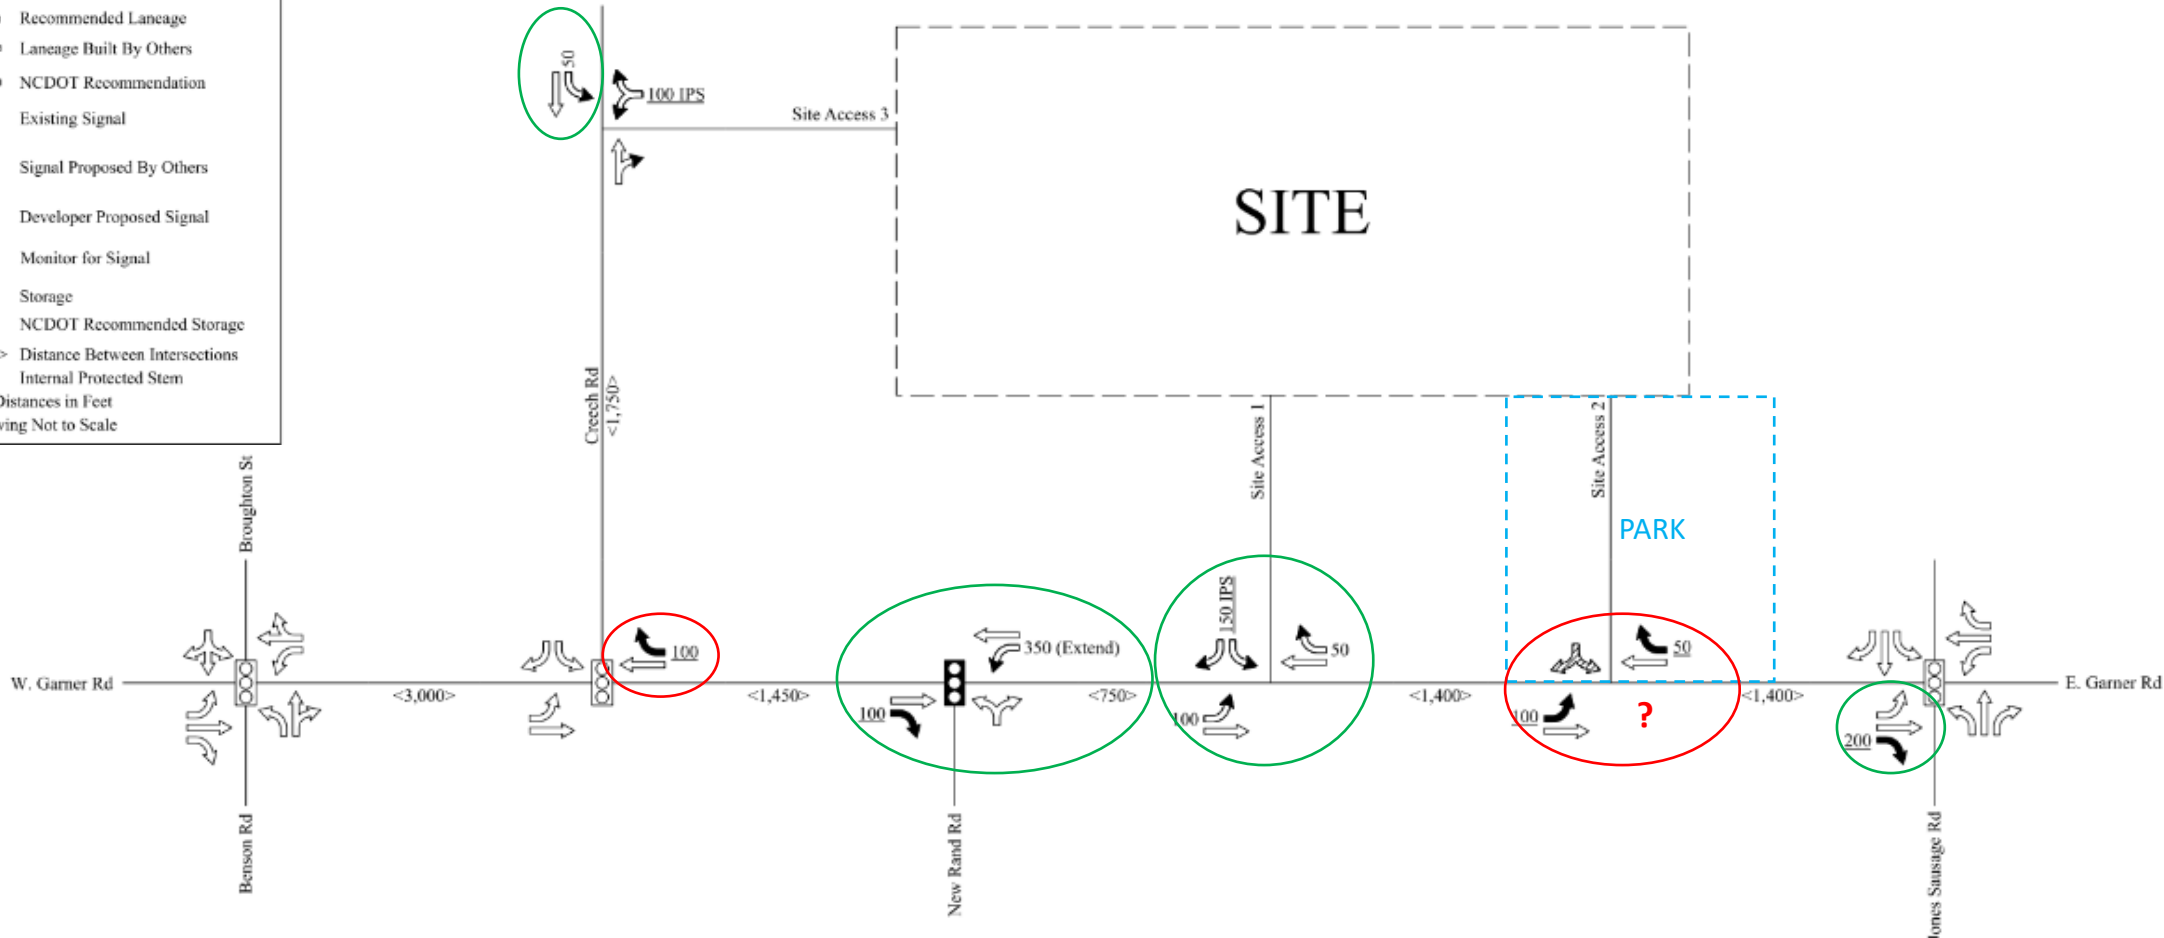 Recommended Laneage
Laneage Built By Others
NCDOT Recommendation
Existing Signal
Signal Proposed By Others
Developer Proposed Signal
Monitor for Signal
Storage
NCDOT Recommended Storage
> Distance Between Intersections
Internal Protected Stem
Distances in Feet
Not to Scale
50
100 IPS
Site Access 3
SITE
Creech Rd
<1,750>
Site Access 1
Site Access 2
PARK
Broughton St
150 IPS
100
350 (Extend)
50
50
W. Garner Rd
<3,000>
<1,450>
<750>
<1,400>
<1,400>
E. Garner Rd
100
100
100
?
200
Benson Rd
New Rand Rd
Jones Sausage Rd